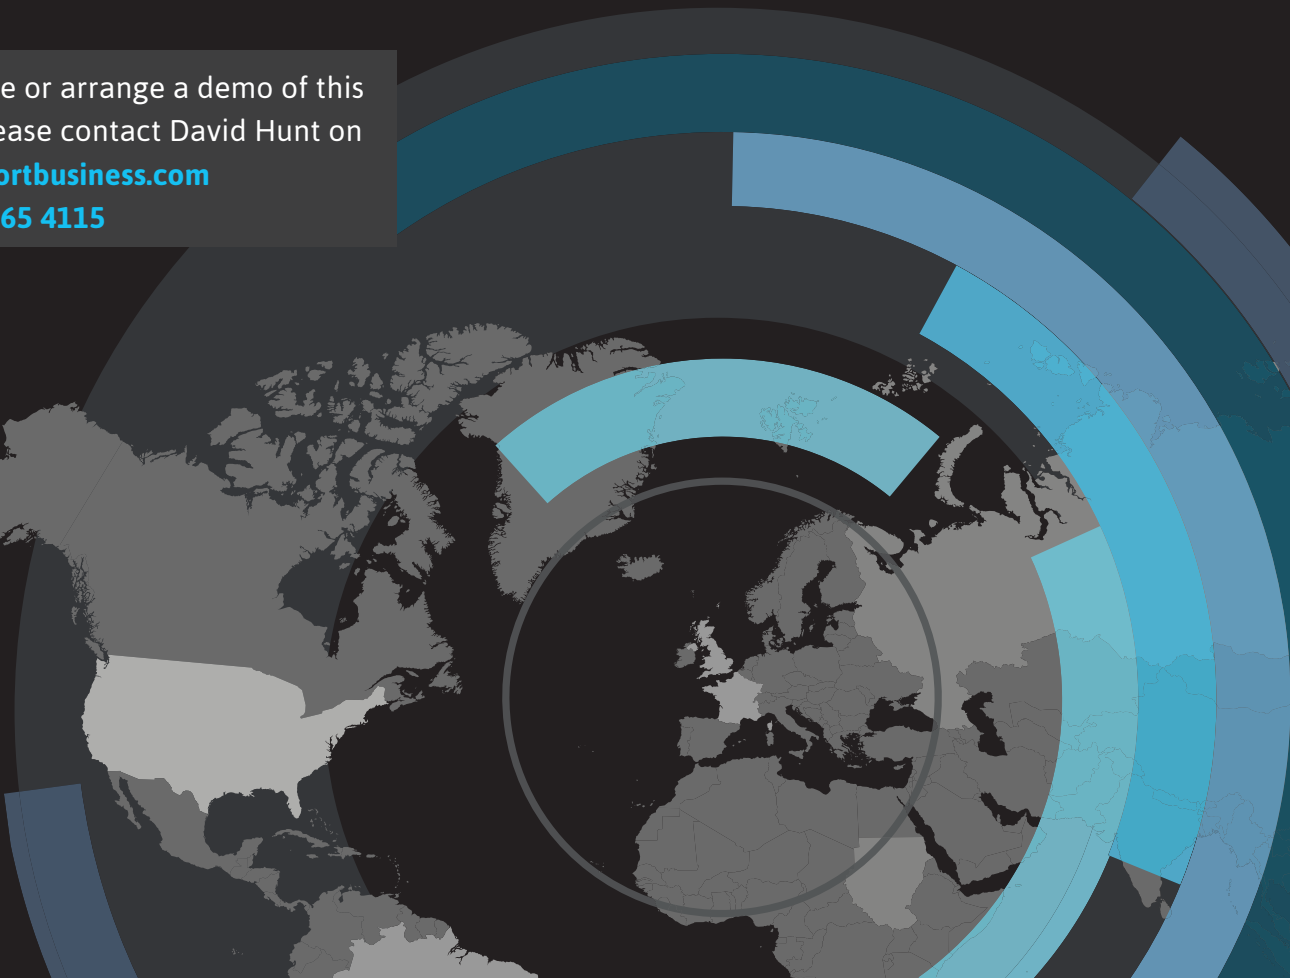 e or arrange a demo of this
ease contact David Hunt on
ortbusiness.com
65 4115